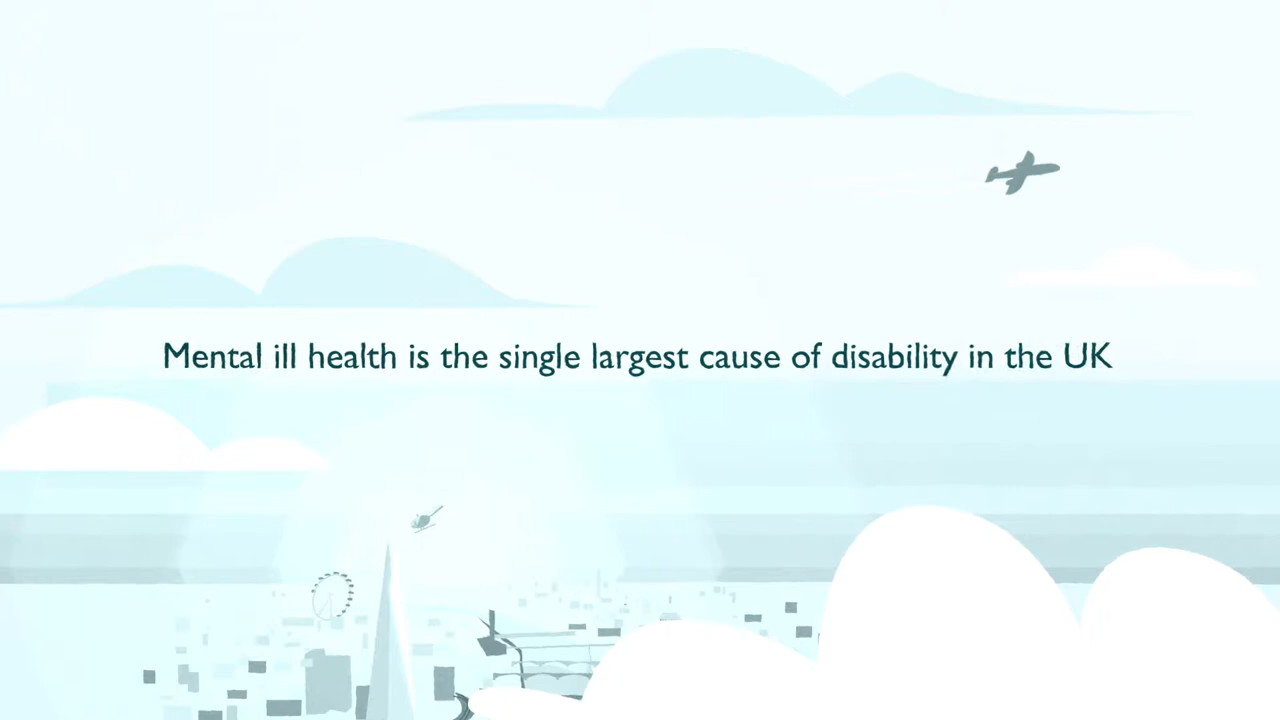 Mental ill health is the single largest cause of disability in the UK